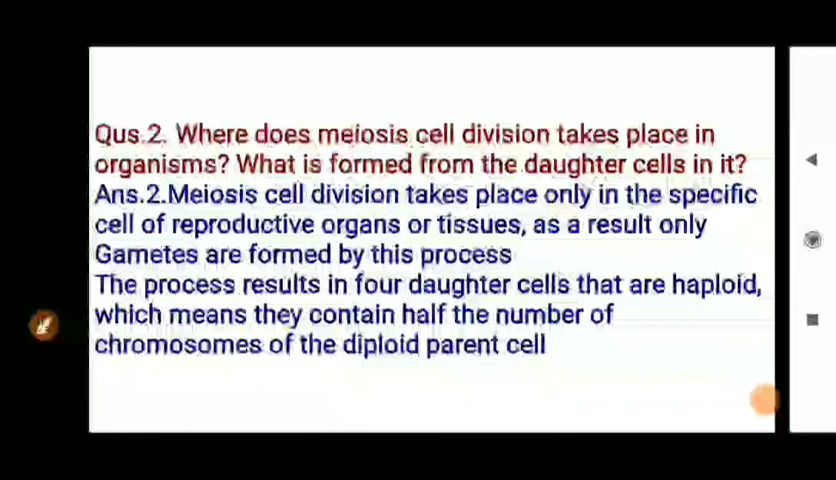 Qus.2. Where does meiosis cell division takes place in
organisms? What is formed from the daughter cells in it?
Ans.2.Meiosis cell division takes place only in the specific
cell of reproductive organs or tissues, as a result only
Gametes are formed by this process
The process results in four daughter cells that are haploid,
which means they contain half the number of
chromosomes of the diploid parent cell